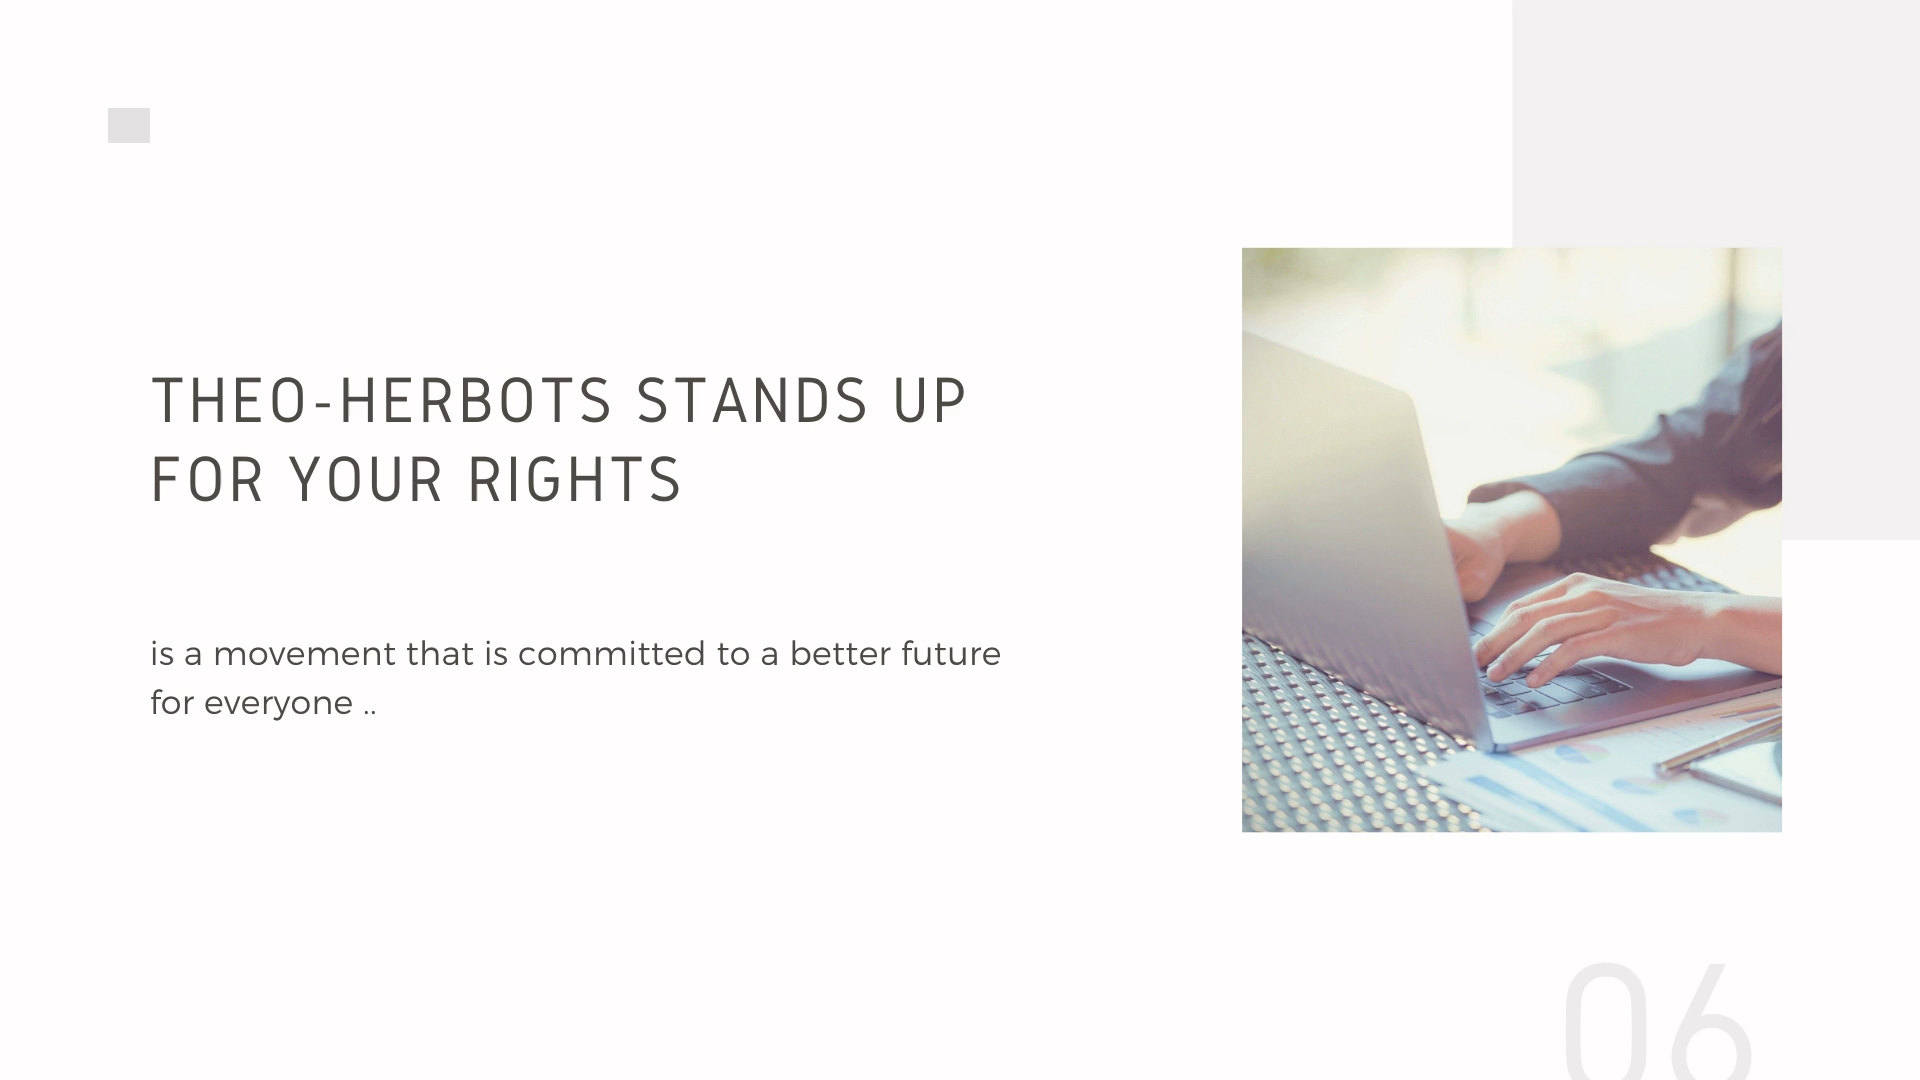 THEO-HERBOTS STANDS UP
FOR YOUR RIGHTS
is a movement that is committed to a better future
for everyone ..
06